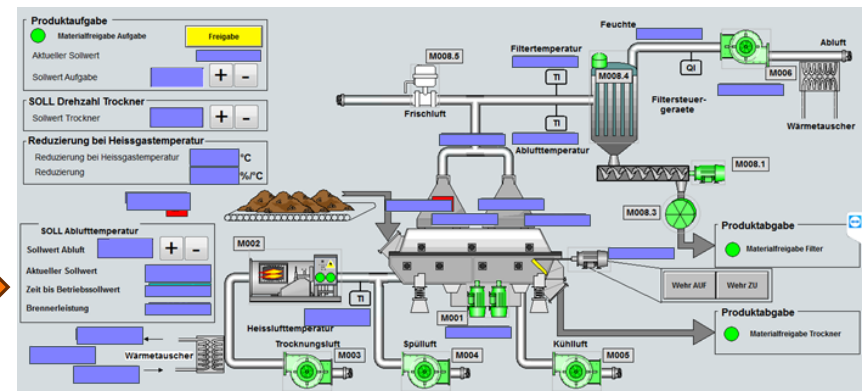 Produktaufgabe
Materialfreigabe Aufgabe
Freigabe
Aktueller Sollwert
Sollwert Aufgabe
+ -
SOLL Drehzahl Trockner
Sollwert Trockner
+ -
Reduzierung bei Heissgastemperatur
Reduzierung bei Heissgastemperatur
°C
Reduzierung
%/°C
SOLL Ablufttemperatur
Sollwert Abluft
+ -
Aktueller Sollwert
Zeit bis Betriebssollwert
Brennerleistung
Wärmetauscher
M002
Heisslufttemperatur
TI
Trocknungsluft
M003
Spülluft
M004
Kühlluft
M005
M001
M008.5
Frischluft
Filtertemperatur
TI
TI
Ablufttemperatur
Feuchte
M008.4
QI
M006
Abluft
Wärmetauscher
Filtersteuer-
geraete
M008.1
M008.3
Produktabgabe
Materialfreigabe Filter
Wehr AUF
Wehr ZU
Produktabgabe
Materialfreigabe Trockner